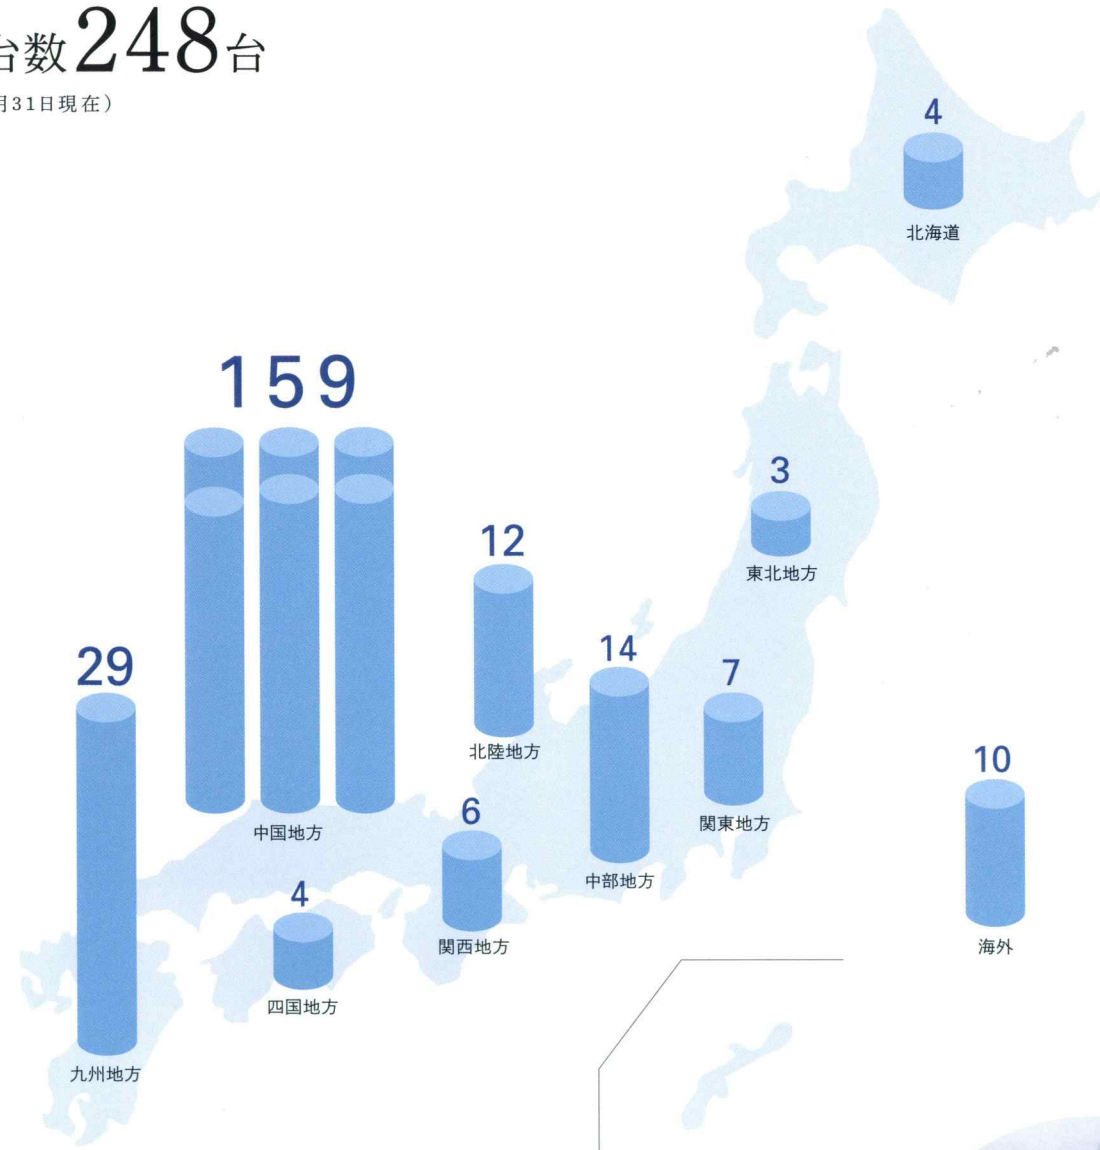 台数248台
月31日現在）
4
北海道
159
中国地方
3
東北地方
12
北陸地方
29
九州地方
14
中部地方
7
関東地方
10
海外
6
関西地方
4
四国地方